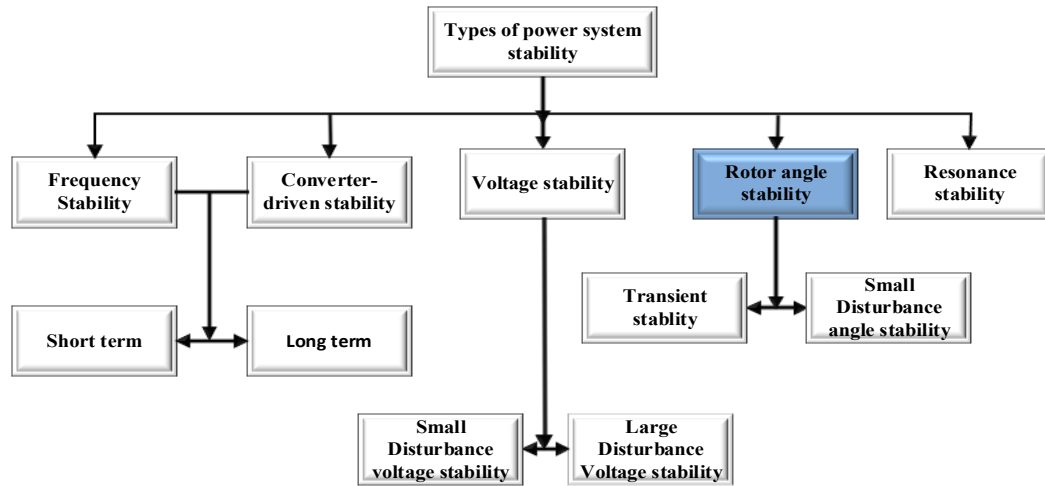 Types of power system
stability
Frequency
Stability
Converter-
driven stability
Voltage stability
Rotor angle
stability
Resonance
stability
Short term
Long term
Transient
stablity
Small
Disturbance
angle stability
Small
Disturbance
voltage stability
Large
Disturbance
Voltage stability